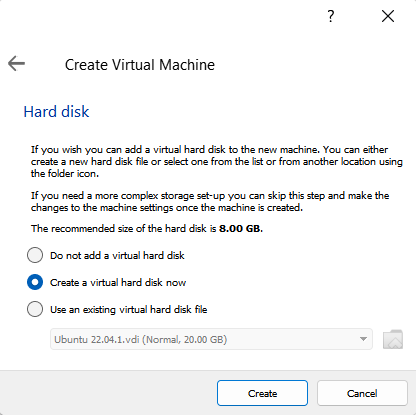 ?
Create Virtual Machine
Hard disk
If you wish you can add a virtual hard disk to the new machine. You can either
create a new hard disk file or select one from the list or from another location using
the folder icon.
If you need a more complex storage set-up you can skip this step and make the
changes to the machine settings once the machine is created.
The recommended size of the hard disk is 8.00 GB.
Do not add a virtual hard disk
Create a virtual hard disk now
Use an existing virtual hard disk file
Ubuntu 22.04.1.vdi (Normal, 20.00 GB)
Create Cancel